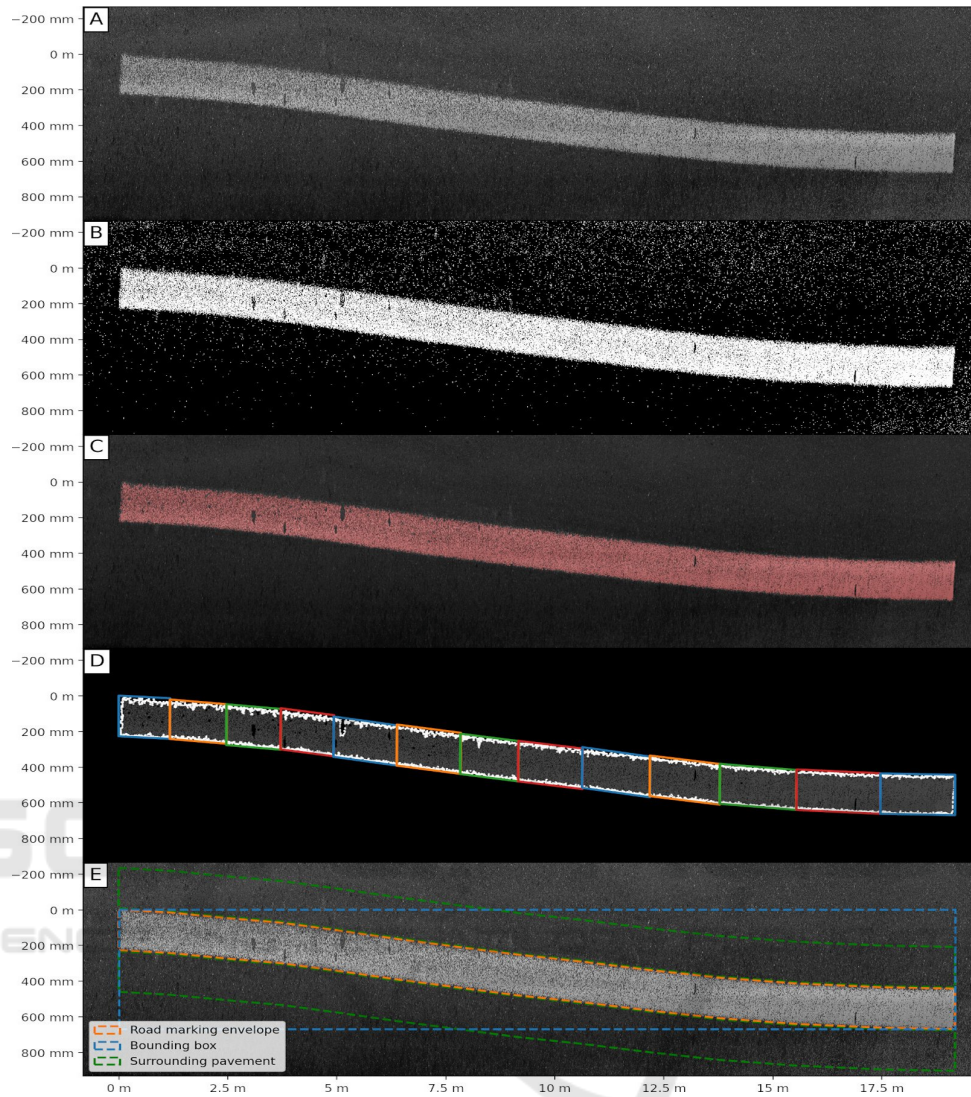 A
−200 mm
0 m
200 mm
400 mm
600 mm
800 mm
B
−200 mm
0 m
200 mm
400 mm
600 mm
800 mm
C
−200 mm
0 m
200 mm
400 mm
600 mm
800 mm
D
−200 mm
0 m
200 mm
400 mm
600 mm
800 mm
E
−200 mm
0 m
200 mm
400 mm
600 mm
800 mm
Road marking envelope
Bounding box
Surrounding pavement
0 m 2.5 m 5 m 7.5 m 10 m 12.5 m 15 m 17.5 m